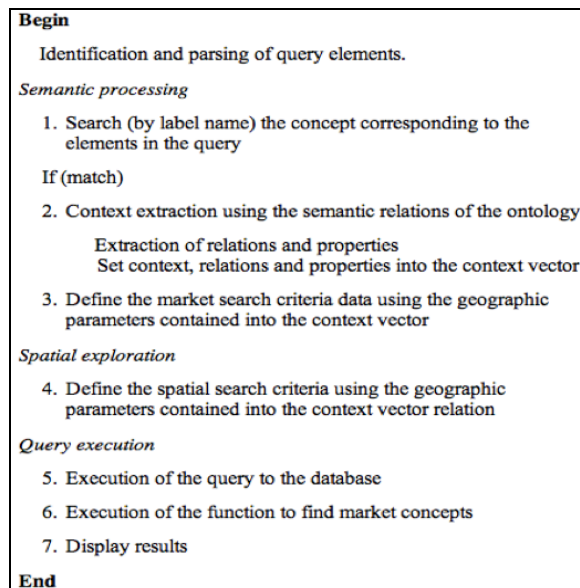 Begin
Identification and parsing of query elements.
Semantic processing
1. Search (by label name) the concept corresponding to the
elements in the query
If (match)
2. Context extraction using the semantic relations of the ontology
Extraction of relations and properties
Set context, relations and properties into the context vector
3. Define the market search criteria data using the geographic
parameters contained into the context vector
Spatial exploration
4. Define the spatial search criteria using the geographic
parameters contained into the context vector relation
Query execution
5. Execution of the query to the database
6. Execution of the function to find market concepts
7. Display results
End